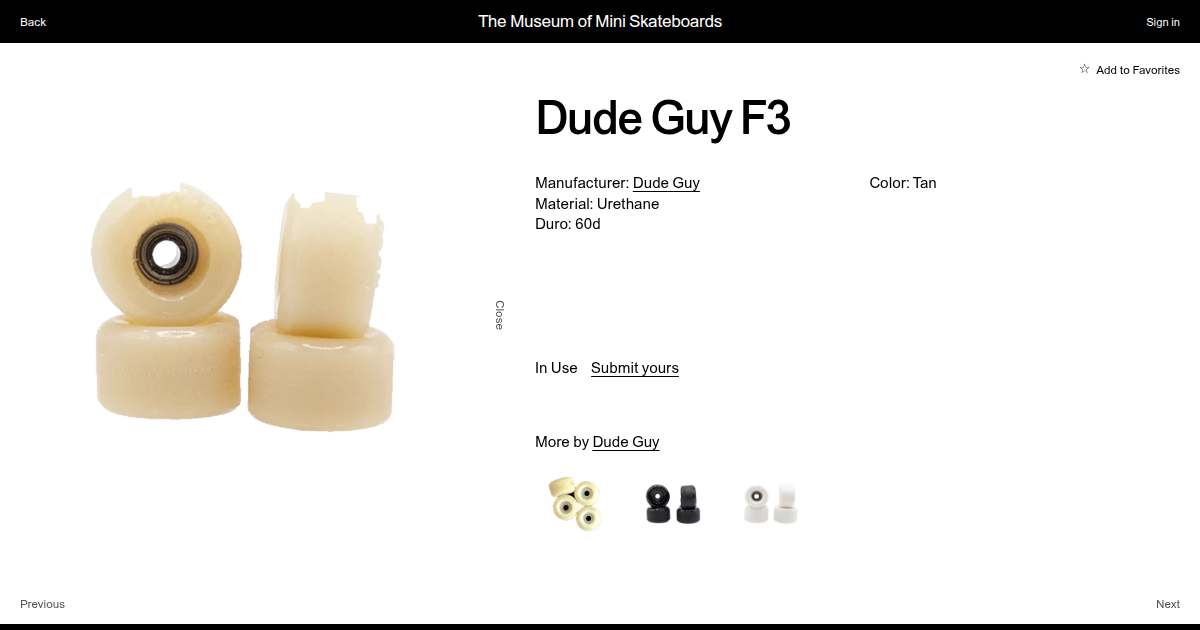 Back
The Museum of Mini Skateboards
Sign in
☆ Add to Favorites
Dude Guy F3
Manufacturer: Dude Guy
Material: Urethane
Duro: 60d
Color: Tan
Close
In Use Submit yours
More by Dude Guy
Previous
Next